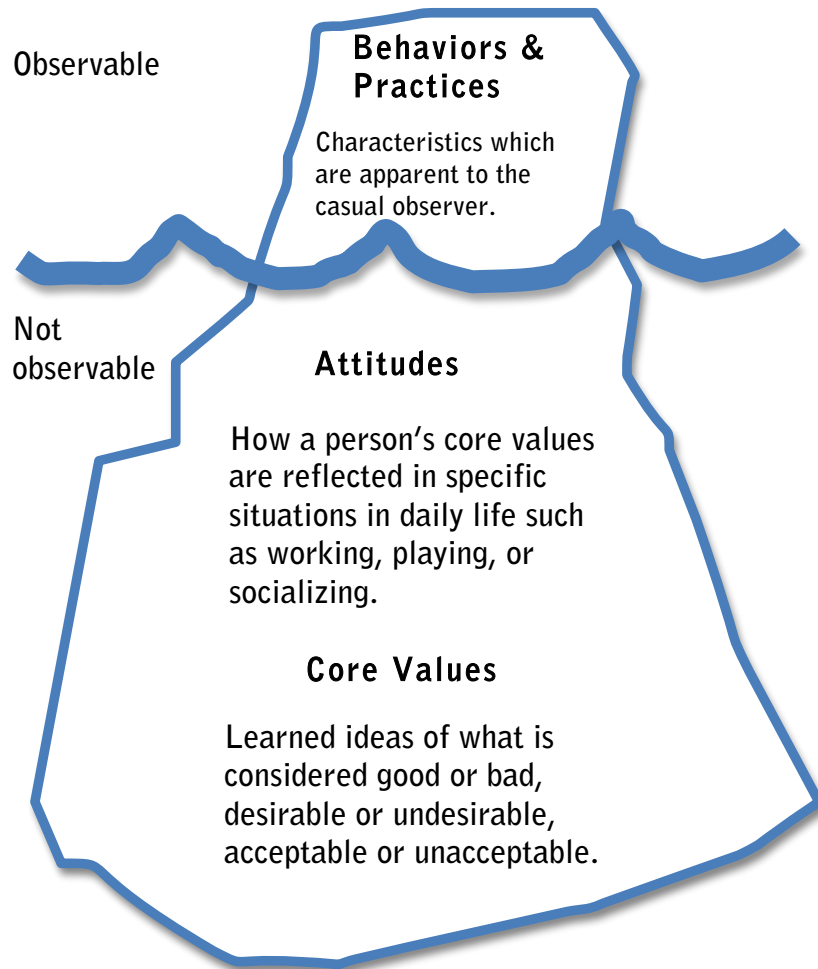 Observable
Behaviors &
Practices
Characteristics which
are apparent to the
casual observer.
Not
observable
Attitudes
How a person’s core values
are reflected in specific
situations in daily life such
as working, playing, or
socializing.
Core Values
Learned ideas of what is
considered good or bad,
desirable or undesirable,
acceptable or unacceptable.